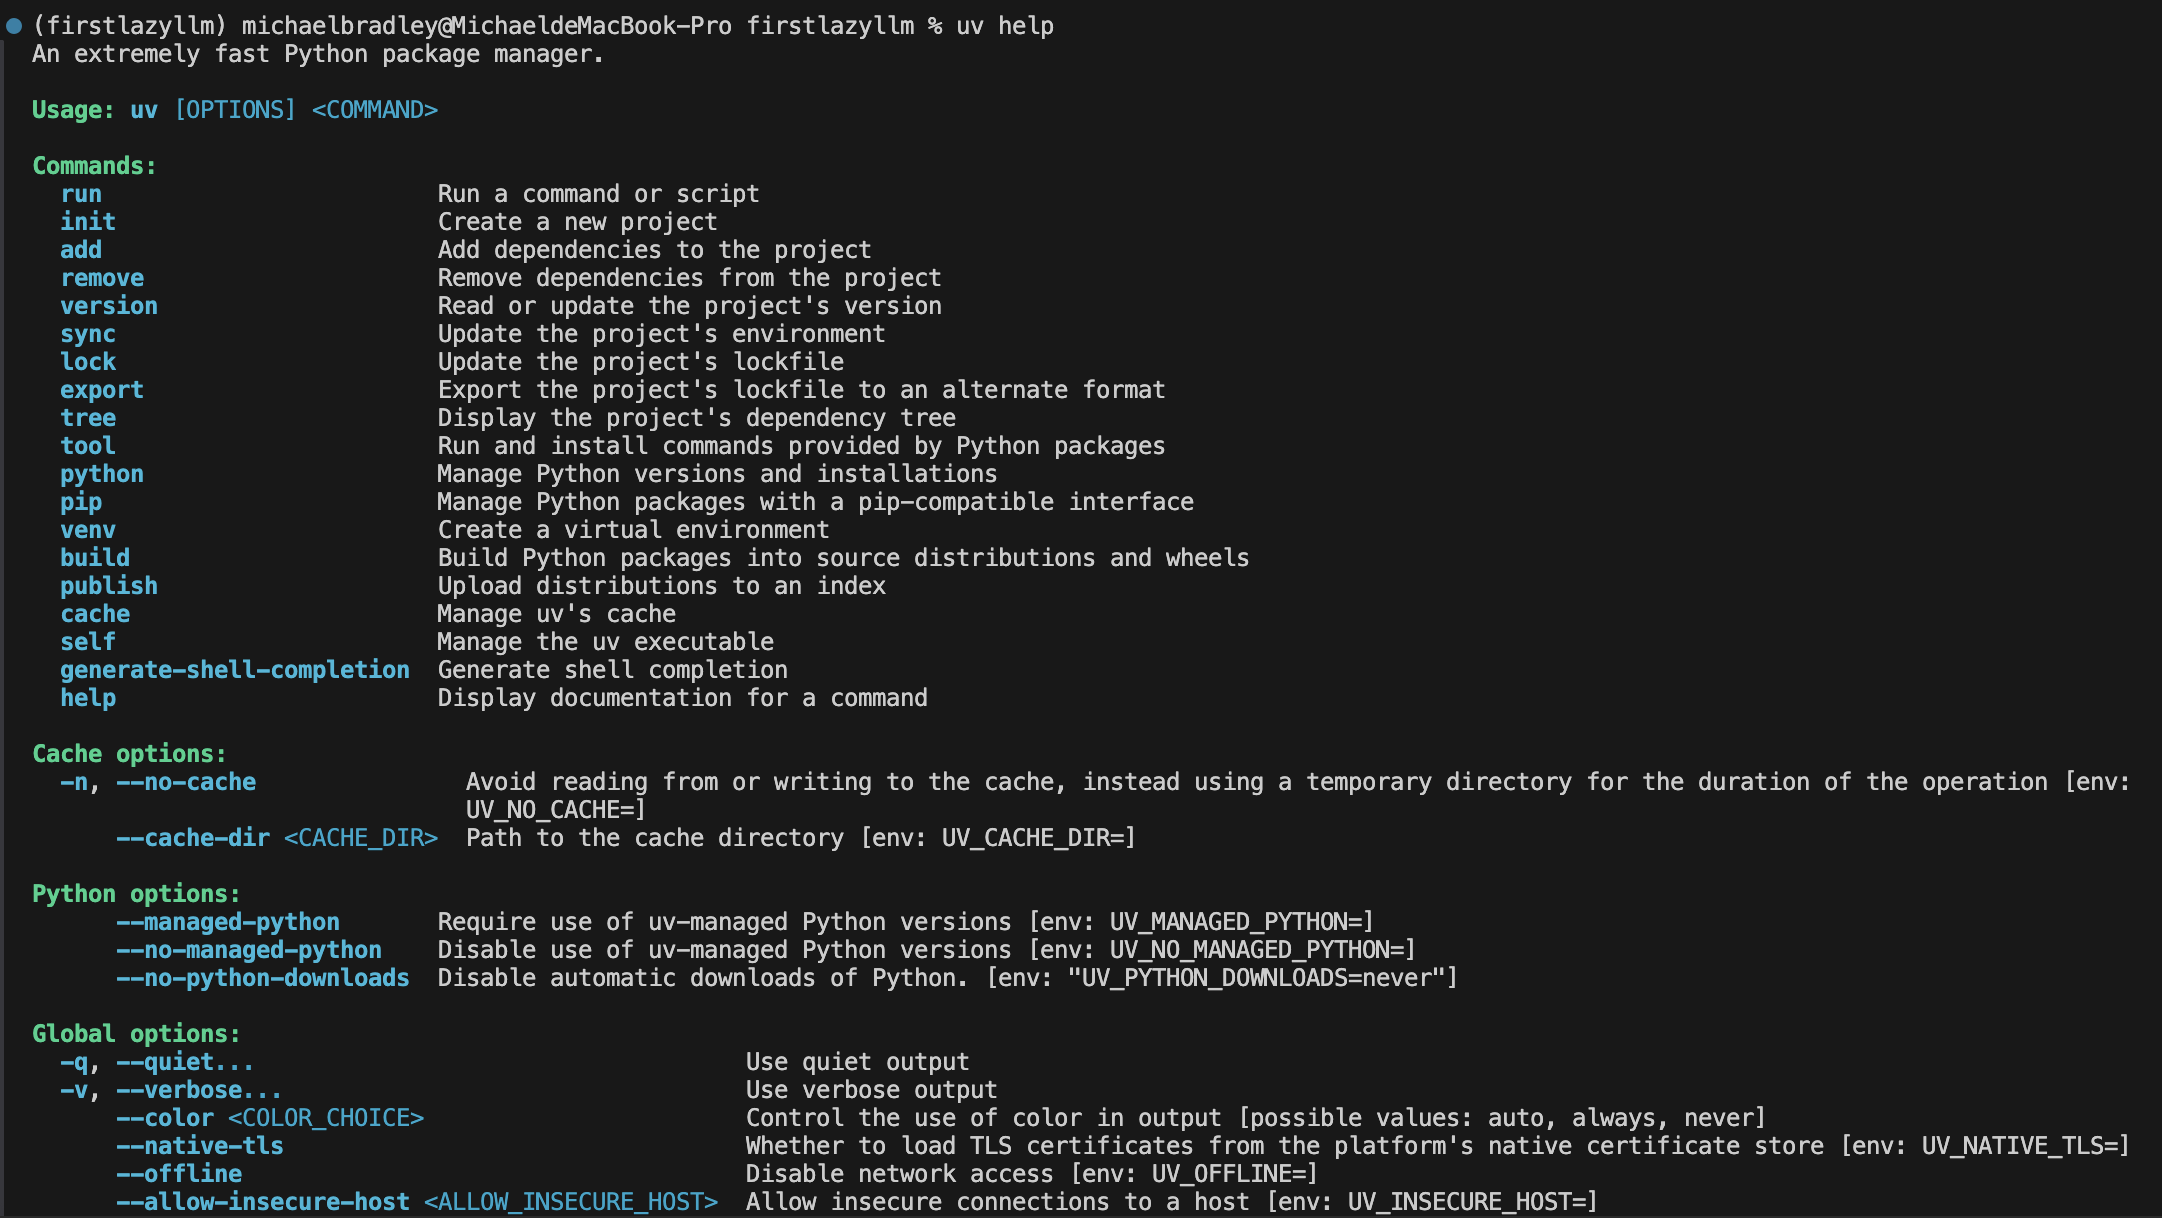 (firstlazyllm) michaelbradley@MichaeldeMacBook-Pro firstlazyllm % uv help
An extremely fast Python package manager.

Usage: uv [OPTIONS] <COMMAND>

Commands:
  run                        Run a command or script
  init                       Create a new project
  add                        Add dependencies to the project
  remove                     Remove dependencies from the project
  version                    Read or update the project's version
  sync                       Update the project's environment
  lock                       Update the project's lockfile
  export                     Export the project's lockfile to an alternate format
  tree                       Display the project's dependency tree
  tool                       Run and install commands provided by Python packages
  python                     Manage Python versions and installations
  pip                        Manage Python packages with a pip-compatible interface
  venv                       Create a virtual environment
  build                      Build Python packages into source distributions and wheels
  publish                    Upload distributions to an index
  cache                      Manage uv's cache
  self                       Manage the uv executable
  generate-shell-completion  Generate shell completion
  help                       Display documentation for a command

Cache options:
  -n, --no-cache               Avoid reading from or writing to the cache, instead using a temporary directory for the duration of the operation [env:
                               UV_NO_CACHE=]
      --cache-dir <CACHE_DIR>  Path to the cache directory [env: UV_CACHE_DIR=]

Python options:
      --managed-python       Require use of uv-managed Python versions [env: UV_MANAGED_PYTHON=]
      --no-managed-python    Disable use of uv-managed Python versions [env: UV_NO_MANAGED_PYTHON=]
      --no-python-downloads  Disable automatic downloads of Python. [env: "UV_PYTHON_DOWNLOADS=never"]

Global options:
  -q, --quiet...                                   Use quiet output
  -v, --verbose...                                 Use verbose output
      --color <COLOR_CHOICE>                       Control the use of color in output [possible values: auto, always, never]
      --native-tls                                 Whether to load TLS certificates from the platform's native certificate store [env: UV_NATIVE_TLS=]
      --offline                                    Disable network access [env: UV_OFFLINE=]
      --allow-insecure-host <ALLOW_INSECURE_HOST>  Allow insecure connections to a host [env: UV_INSECURE_HOST=]